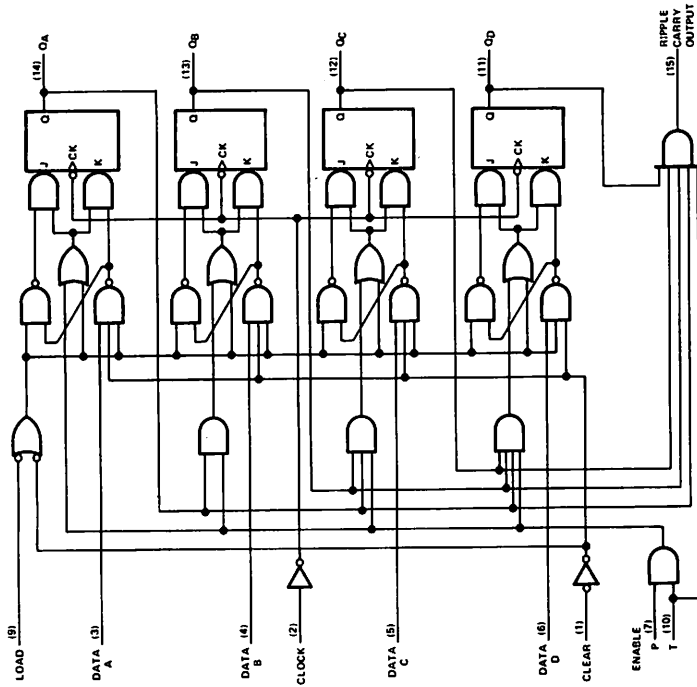 LOAD (9)
DATA (3)
A
DATA (4)
B
CLOCK (2)
DATA (5)
C
DATA (6)
D
CLEAR (1)
ENABLE
P (7)
T (10)
J
CK
K
Q
(14) QA
J
CK
K
Q
(13) QB
J
CK
K
Q
(12) QC
J
CK
K
Q
(11) QD
(15) RIPPLE
CARRY
OUTPUT